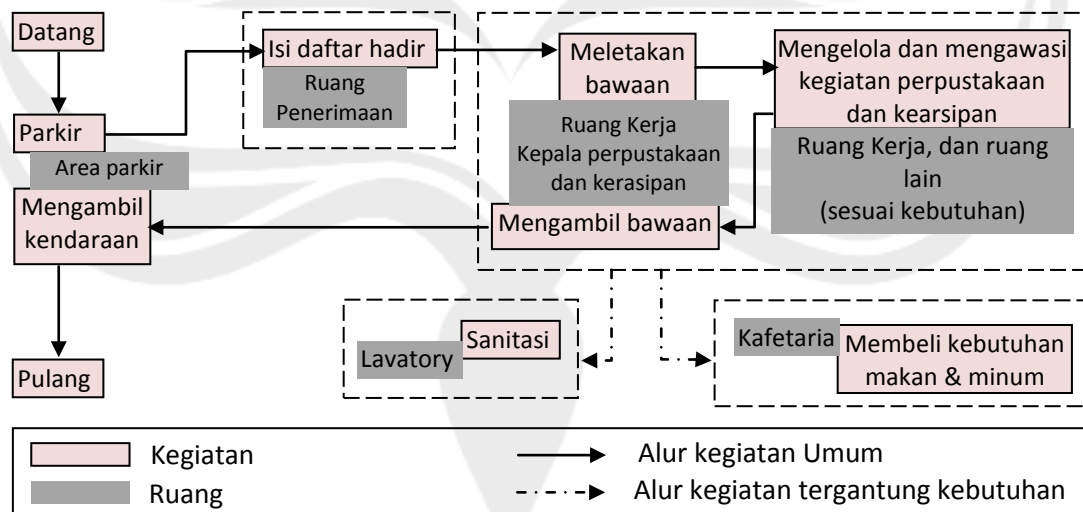 Datang
Parkir
Area parkir
Isi daftar hadir
Ruang
Penerimaan
Meletakan
bawaan
Ruang Kerja
Kepala perpustakaan
dan kerasipan
Mengelola dan mengawasi
kegiatan perpustakaan
dan kearsipan
Ruang Kerja, dan ruang
lain
(sesuai kebutuhan)
Mengambil bawaan
Mengambil
kendaraan
Pulang
Lavatory
Sanitasi
Kafetaria
Membeli kebutuhan
makan & minum
Kegiatan
Ruang
Alur kegiatan Umum
Alur kegiatan tergantung kebutuhan